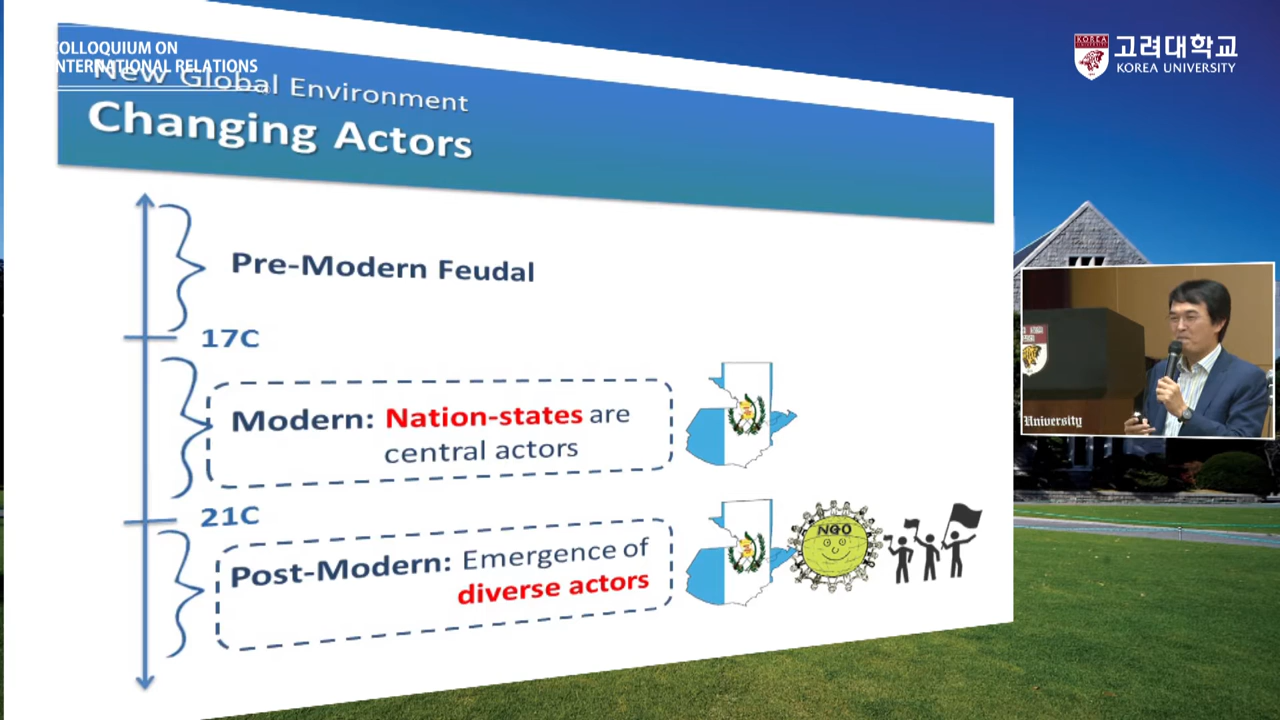 COLLOQUIUM ON
INTERNATIONAL RELATIONS
New Global Environment
Changing Actors
고려대학교
KOREA UNIVERSITY
KOREA
Pre-Modern Feudal
17C
Modern: Nation-states are
central actors
21C
Post-Modern: Emergence of
diverse actors
NGO
University